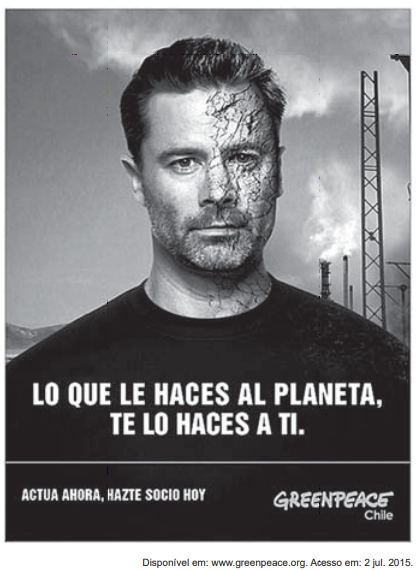 LO QUE LE HACES AL PLANETA,
TE LO HACES A TI.
ACTUA AHORA, HAZTE SOCIO HOY
GREENPEACE
Chile
Disponível em: www.greenpeace.org. Acesso em: 2 jul. 2015.